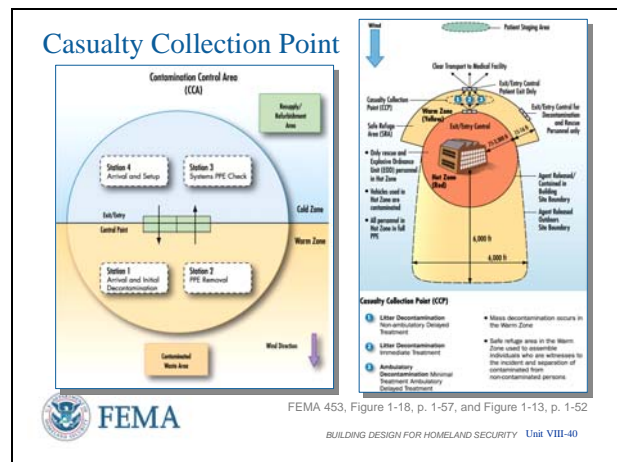 Casualty Collection Point
Contamination Control Area
(CCA)
Resupply/
Refurbishment
Area
Station 4
Arrival and Setup
Station 3
Systems PPE Check
Exit/Entry
Control Point
Cold Zone
Warm Zone
Station 1
Arrival and Initial
Decontamination
Station 2
PPE Removal
Contaminated
Waste Area
Wind Direction
Wind
Patient Staging Area
Clear Transport to Medical Facility
Exit/Entry Control
Patient Exit Only
Casualty Collection
Point (CCP)
1 2 3
Warm Zone
(Yellow)
Exit/Entry Control for
Decontamination
and Rescue
Personnel only
Safe Refuge
Area (SRA)
Exit/Entry Control
• Only rescue and
Explosive Ordnance
Unit (EOD) personnel
in Hot Zone
• Vehicles used in
Hot Zone are
contaminated
• All personnel in
Hot Zone in full
PPE
Hot Zone
(Red)
Agent Released/
Contained in
Building
Site Boundary
Agent Released
Outdoors
Site Boundary
6,000 ft
6,000 ft
Casualty Collection Point (CCP)
1 Litter Decontamination
Non-ambulatory Delayed
Treatment
2 Litter Decontamination
Immediate Treatment
3 Ambulatory
Decontamination Minimal
Treatment Ambulatory
Delayed Treatment
• Mass decontamination occurs in
the Warm Zone
• Safe refuge area in the Warm
Zone used to assemble
individuals who are witnesses to
the incident and separation of
contaminated from
non-contaminated persons.
FEMA
FEMA 453, Figure 1-18, p. 1-57, and Figure 1-13, p. 1-52
BUILDING DESIGN FOR HOMELAND SECURITY Unit VIII-40